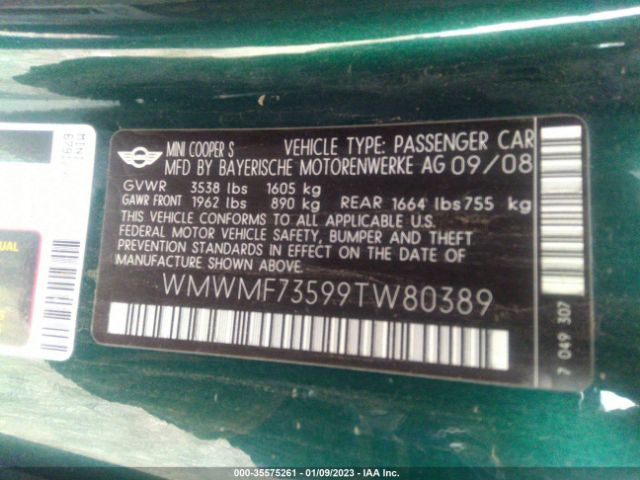 MINI COOPER S VEHICLE TYPE: PASSENGER CAR
MFD BY BAYERISCHE MOTORENWERKE AG 09/08
GVWR 3538 lbs 1605 kg
GAWR FRONT 1962 lbs 890 kg REAR 1664 lbs 755 kg
THIS VEHICLE CONFORMS TO ALL APPLICABLE U.S.
FEDERAL MOTOR VEHICLE SAFETY, BUMPER AND THEFT
PREVENTION STANDARDS IN EFFECT ON THE DATE OF
MANUFACTURE SHOWN ABOVE.
WMWMF73599TW80389
7 049 307
MINI
000-35575261 - 01/09/2023 - IAA Inc.